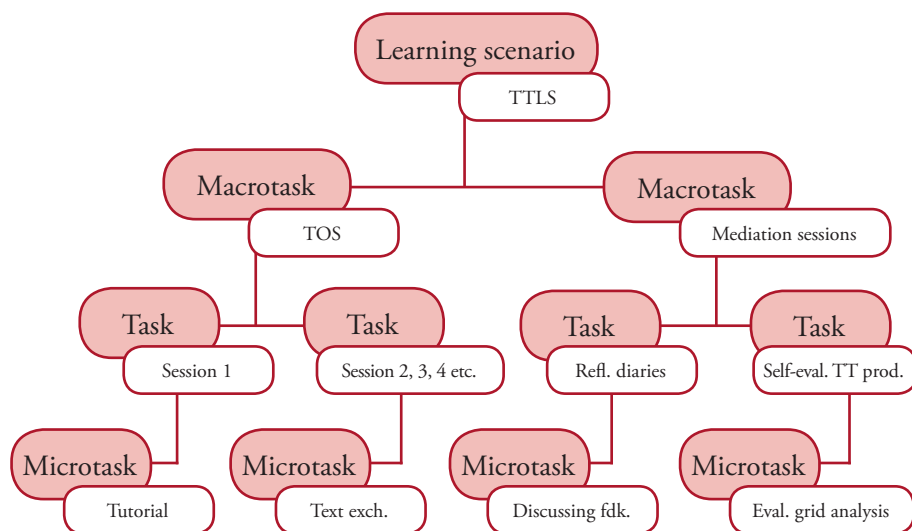 Learning scenario
TTLS
Macrotask
Macrotask
TOS
Mediation sessions
Task
Task
Task
Task
Session 1
Session 2, 3, 4 etc.
Refl. diaries
Self-eval. TT prod.
Microtask
Microtask
Microtask
Microtask
Tutorial
Text exch.
Discussing fdk.
Eval. grid analysis